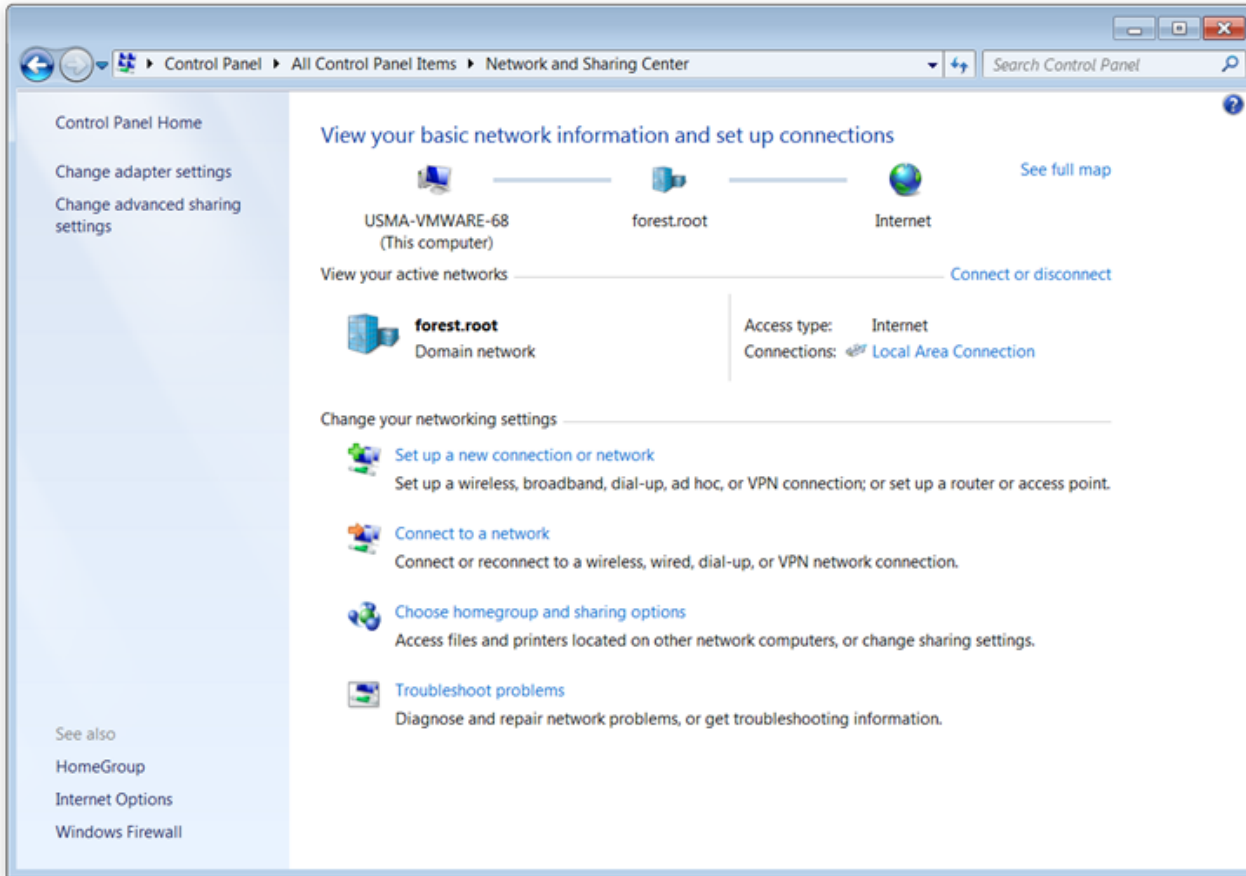 Control Panel
All Control Panel Items
Network and Sharing Center
Search Control Panel
Control Panel Home
Change adapter settings
Change advanced sharing
settings
View your basic network information and set up connections
See full map
USMA-VMWARE-68
(This computer)
forest.root
Internet
View your active networks
Connect or disconnect
forest.root
Domain network
Access type: Internet
Connections: Local Area Connection
Change your networking settings
Set up a new connection or network
Set up a wireless, broadband, dial-up, ad hoc, or VPN connection; or set up a router or access point.
Connect to a network
Connect or reconnect to a wireless, wired, dial-up, or VPN network connection.
Choose homegroup and sharing options
Access files and printers located on other network computers, or change sharing settings.
Troubleshoot problems
Diagnose and repair network problems, or get troubleshooting information.
See also
HomeGroup
Internet Options
Windows Firewall